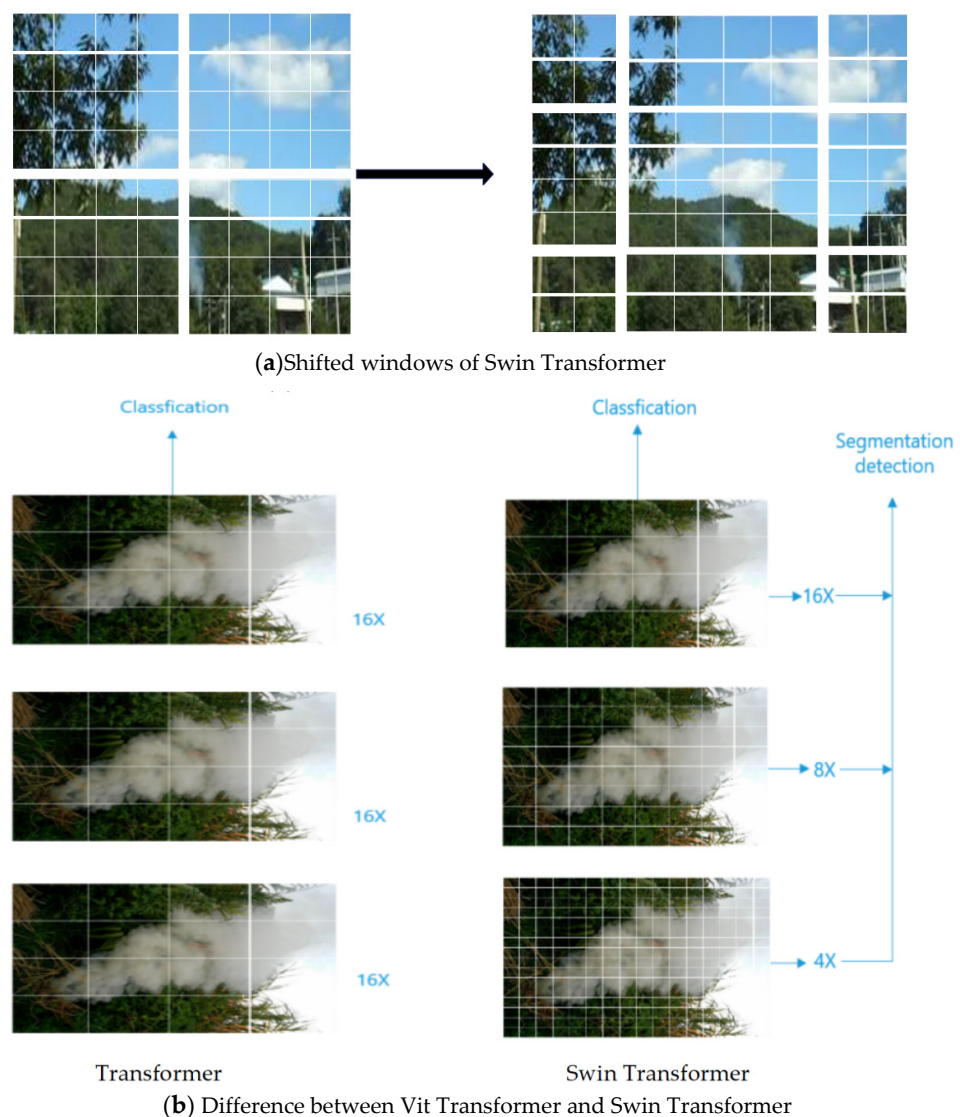 (a)Shifted windows of Swin Transformer
Classfication
16X
16X
16X
Transformer
Classfication
Segmentation
detection
16X
8X
4X
Swin Transformer
(b) Difference between Vit Transformer and Swin Transformer